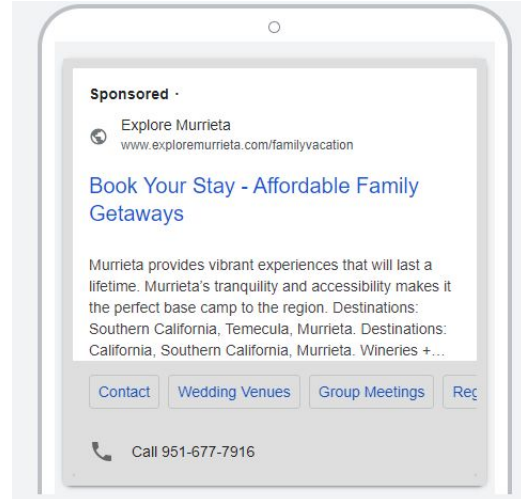 Sponsored ·
Explore Murrieta
www.exploremurrieta.com/familyvacation
Book Your Stay - Affordable Family
Getaways
Murrieta provides vibrant experiences that will last a
lifetime. Murrieta's tranquility and accessibility makes it
the perfect base camp to the region. Destinations:
Southern California, Temecula, Murrieta. Destinations:
California, Southern California, Murrieta. Wineries +...
Contact Wedding Venues Group Meetings Reg
Call 951-677-7916